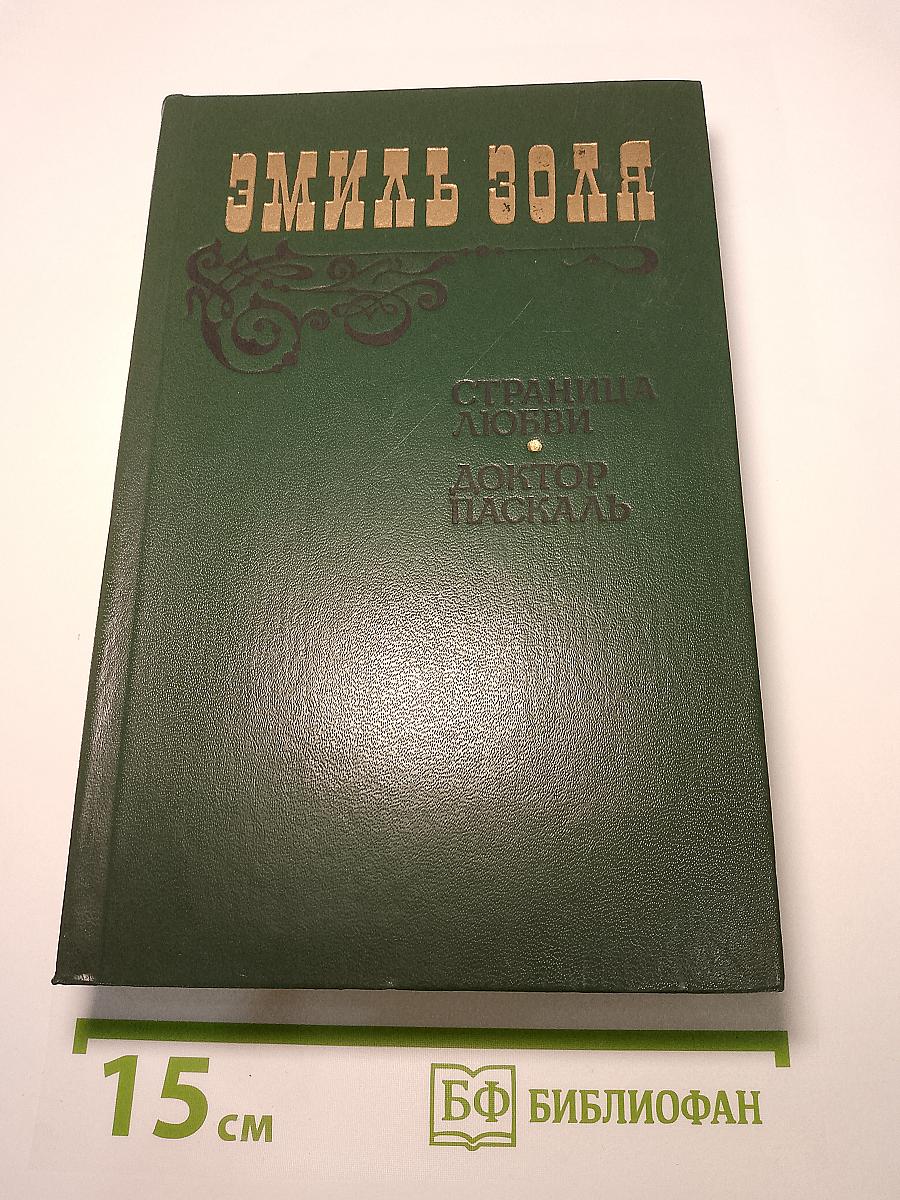 ЭМИЛЬ ЗОЛЯ
СТРАНИЦА
ЛЮБВИ
ДОКТОР
ПАСКАЛЬ
15 см
БФ БИБЛИОФАН